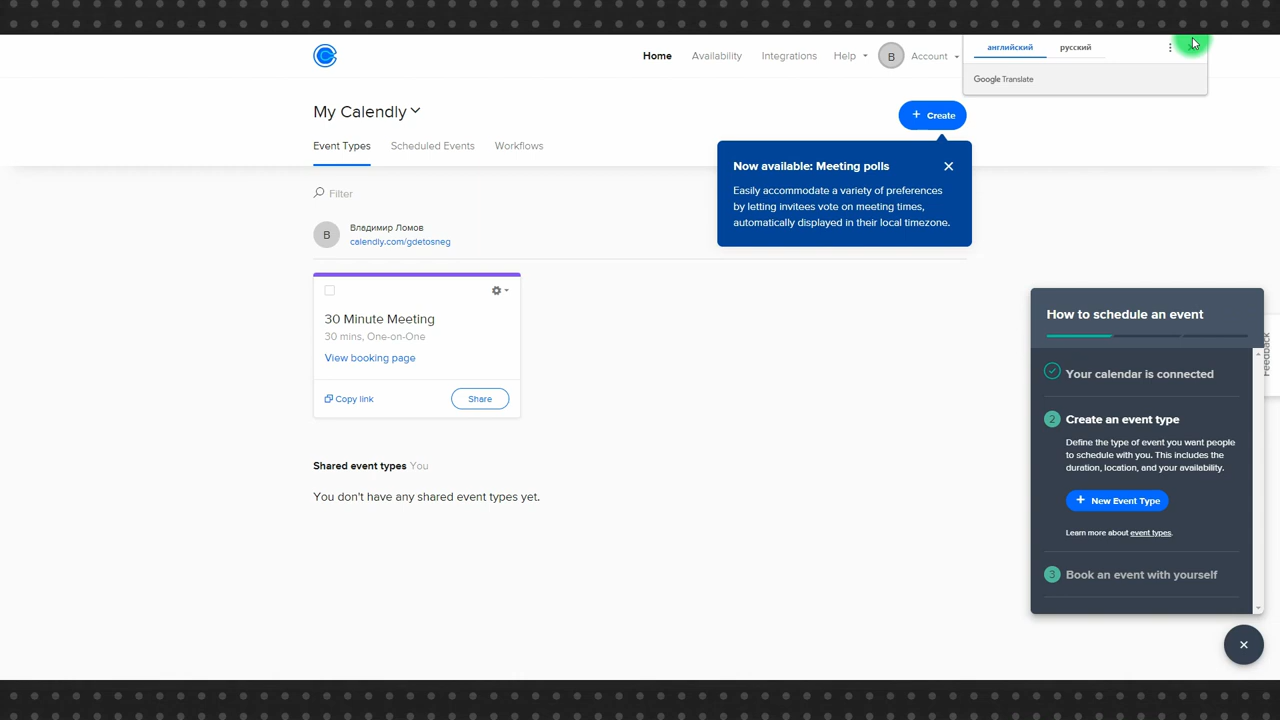 Home
Availability
Integrations
Help
B
Account
английский
русский
Google Translate
My Calendly
+ Create
Event Types
Scheduled Events
Workflows
Now available: Meeting polls
Easily accommodate a variety of preferences
by letting invitees vote on meeting times,
automatically displayed in their local timezone.
Filter
B
Владимир Ломов
calendly.com/gdetosneg
30 Minute Meeting
30 mins, One-on-One
View booking page
Copy link
Share
Shared event types You
You don't have any shared event types yet.
How to schedule an event
Your calendar is connected
2 Create an event type
Define the type of event you want people
to schedule with you. This includes the
duration, location, and your availability.
+ New Event Type
Learn more about event types.
3 Book an event with yourself
Feedback